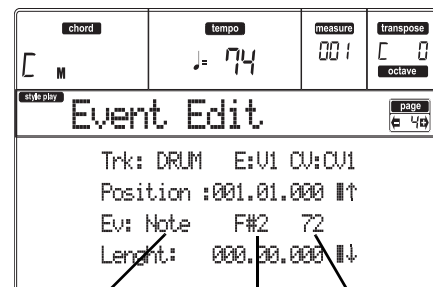 chord tempo measure transpose
C M ♩= 74 001 C 0
octave
style play Event Edit page 4
Trk: DRUM E:V1 CV:CV1
Position :001.01.000
Ev: Note F#2 72
Lenght: 000.00.000